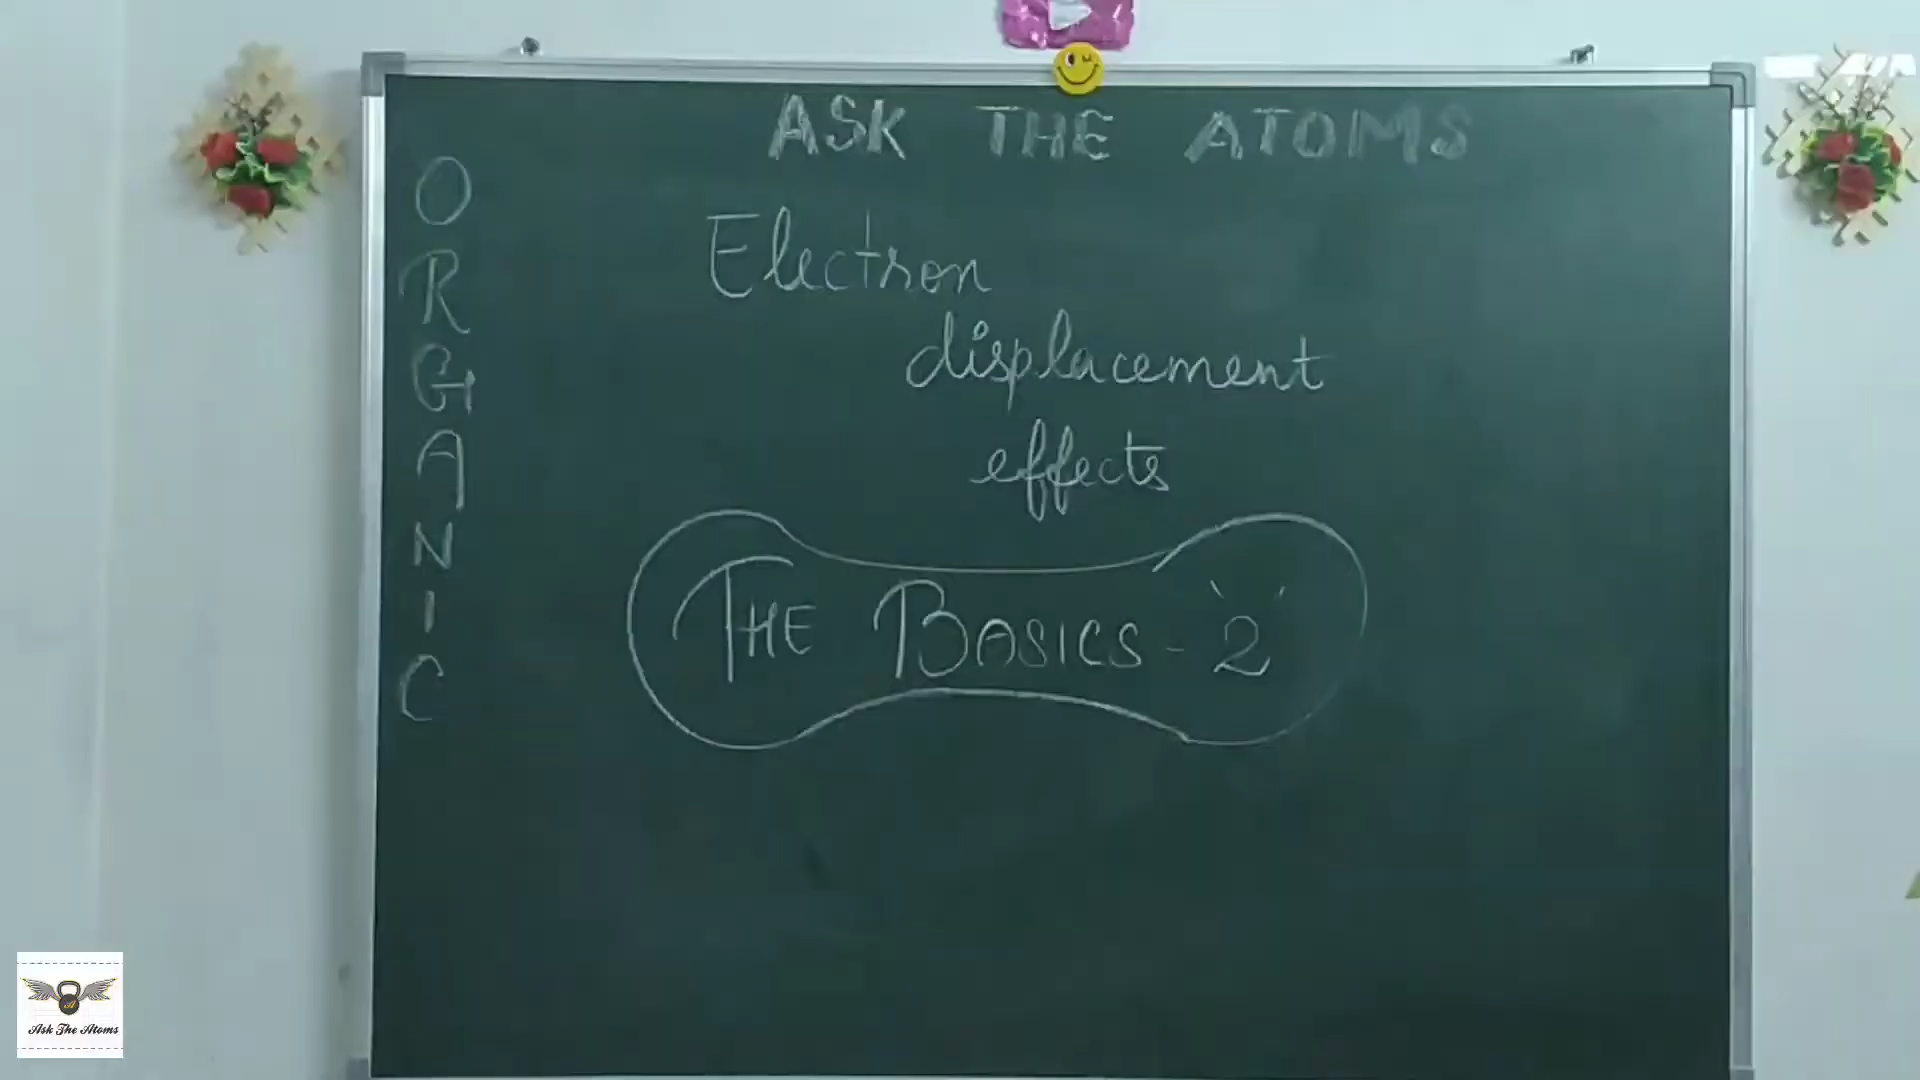 ASK THE ATOMS
ORGANIC
Electron
displacement
effects
THE BASICS - '2'
Ask The Atoms